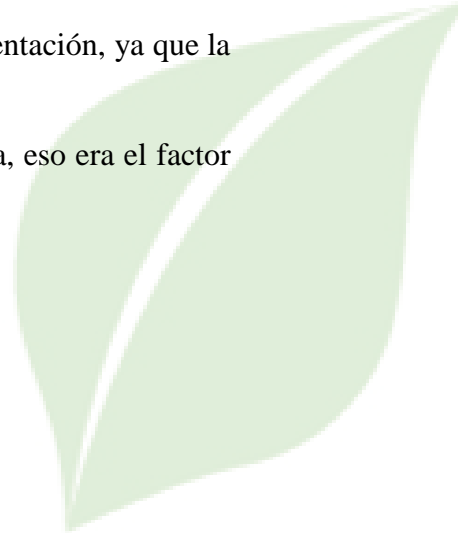 entación, ya que la
a, eso era el factor